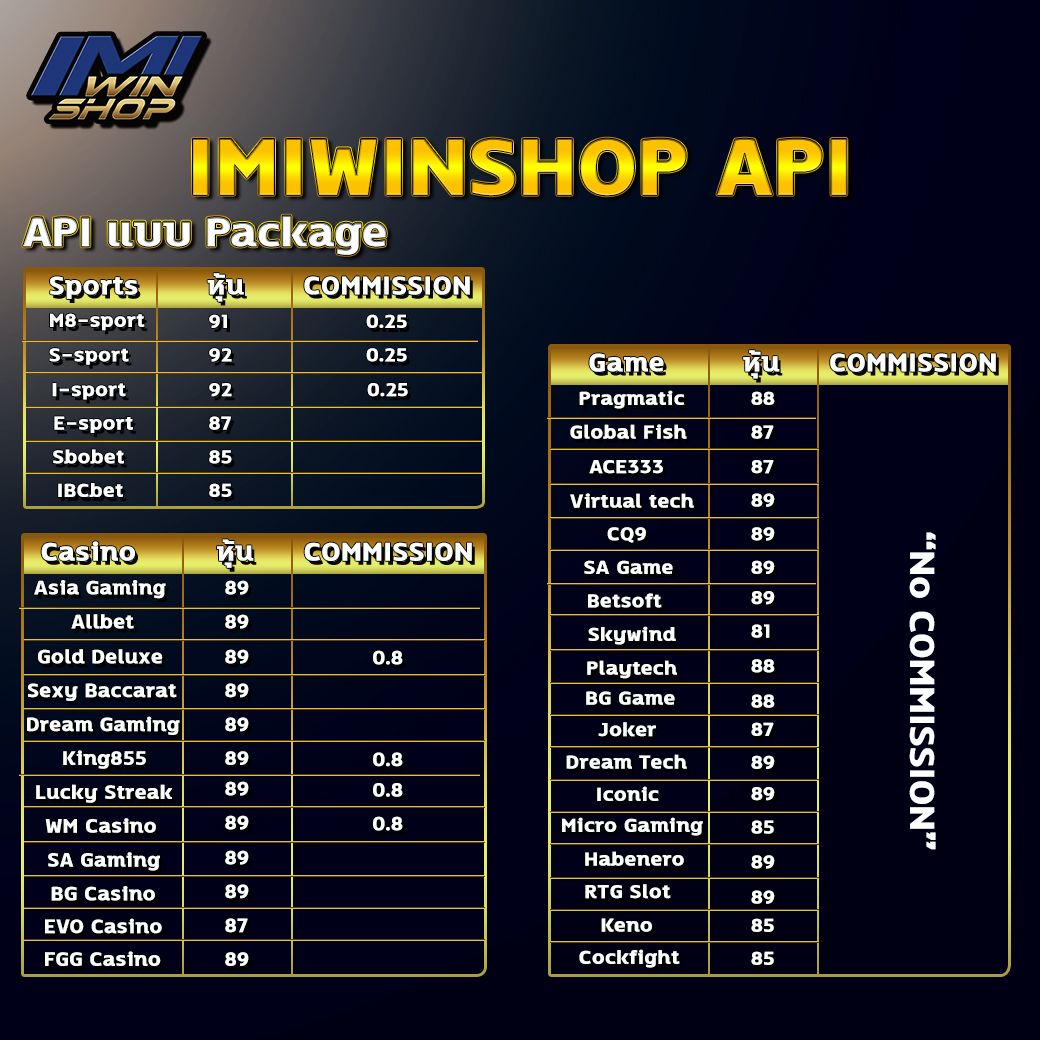 IMI
WIN
SHOP
IMIWINSHOP API
API แบบ Package
Sports หุ้น COMMISSION
M8-sport 91 0.25
S-sport 92 0.25
I-sport 92 0.25
E-sport 87
Sbobet 85
IBCbet 85
Casino หุ้น COMMISSION
Asia Gaming 89
Allbet 89
Gold Deluxe 89 0.8
Sexy Baccarat 89
Dream Gaming 89
King855 89 0.8
Lucky Streak 89 0.8
WM Casino 89 0.8
SA Gaming 89
BG Casino 89
EVO Casino 87
FGG Casino 89
Game หุ้น COMMISSION
Pragmatic 88
Global Fish 87
ACE333 87
Virtual tech 89
CQ9 89
SA Game 89
Betsoft 89
Skywind 81
Playtech 88
BG Game 88
Joker 87
Dream Tech 89
Iconic 89
Micro Gaming 85
Habenero 89
RTG Slot 89
Keno 85
Cockfight 85
“No COMMISSION”